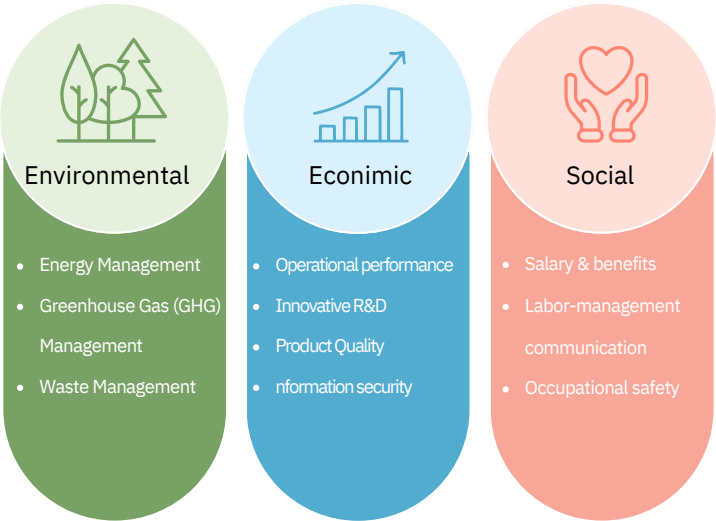 Environmental
• Energy Management
• Greenhouse Gas (GHG)
Management
• Waste Management
Econimic
• Operational performance
• Innovative R&D
• Product Quality
• nformation security
Social
• Salary & benefits
• Labor-management
communication
• Occupational safety